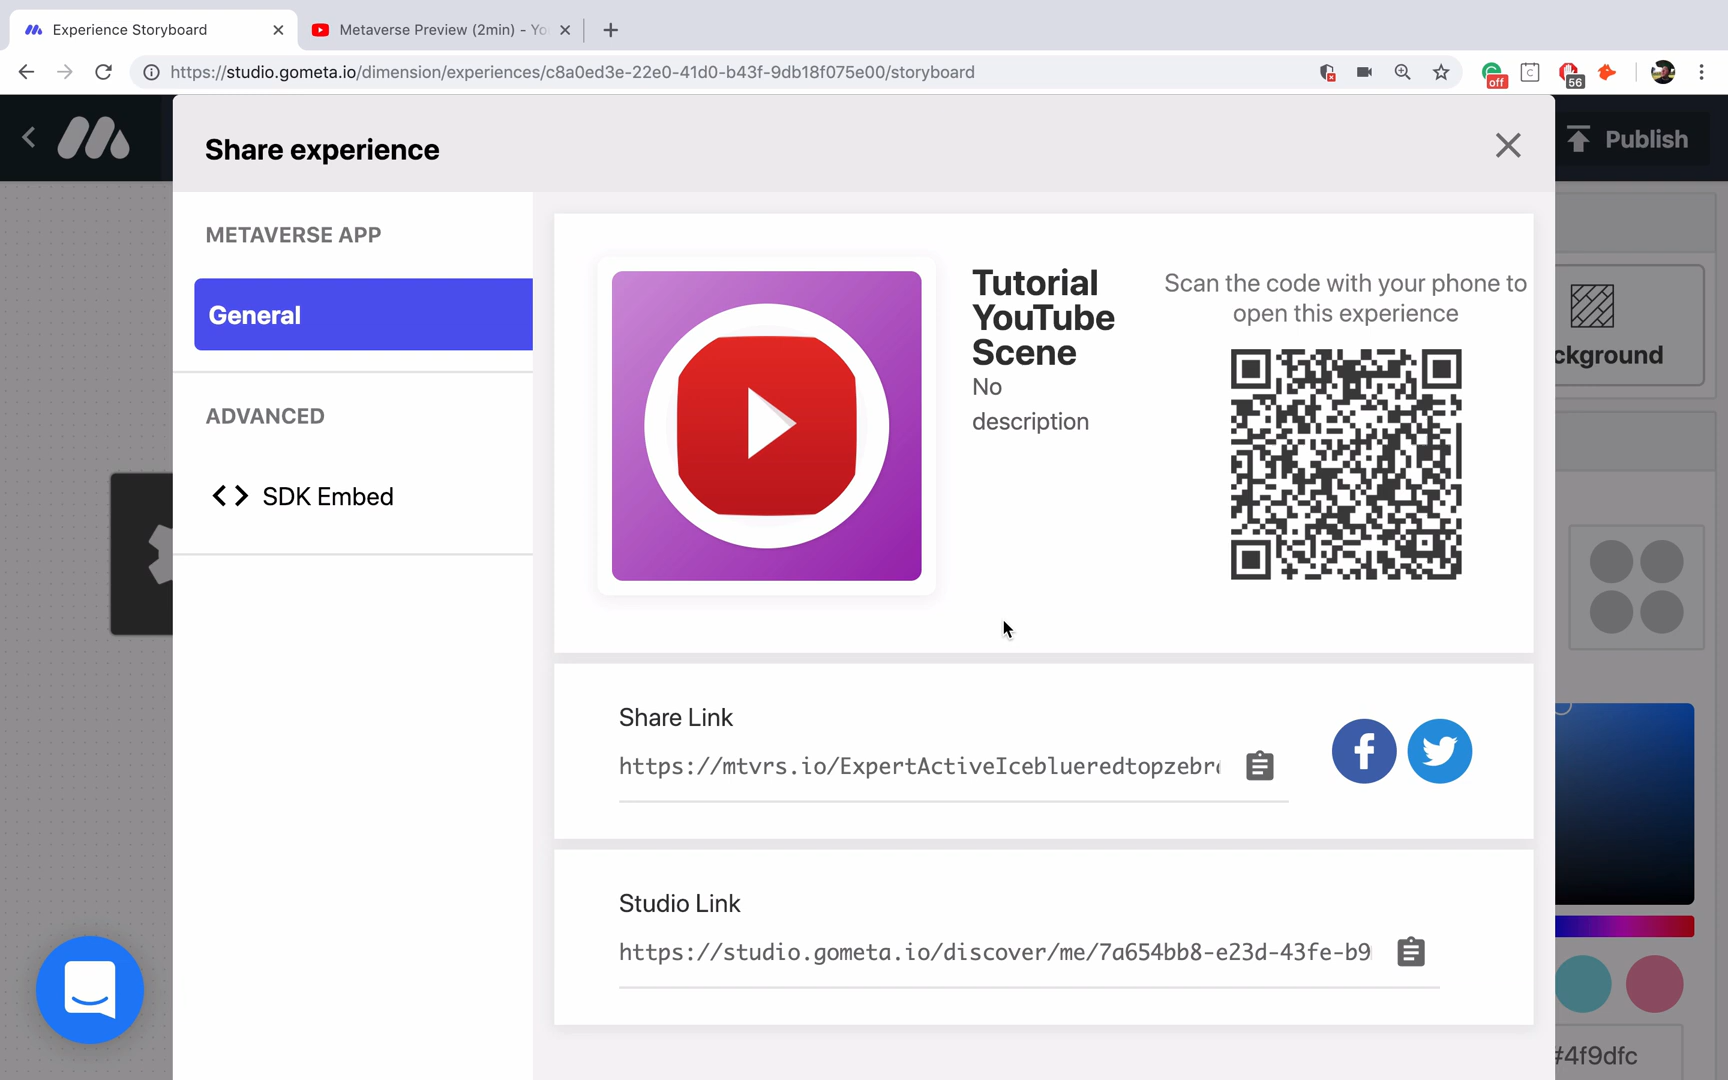 Experience Storyboard
Metaverse Preview (2min) - Yo
https://studio.gometa.io/dimension/experiences/c8a0ed3e-22e0-41d0-b43f-9db18f075e00/storyboard
off
56
Share experience
Publish
METAVERSE APP
General
ADVANCED
SDK Embed
Tutorial
YouTube
Scene
No
description
Scan the code with your phone to
open this experience
ckground
Share Link
https://mtvrs.io/ExpertActiveIceblueredtopzebr
Studio Link
https://studio.gometa.io/discover/me/7a654bb8-e23d-43fe-b9
#4f9dfc